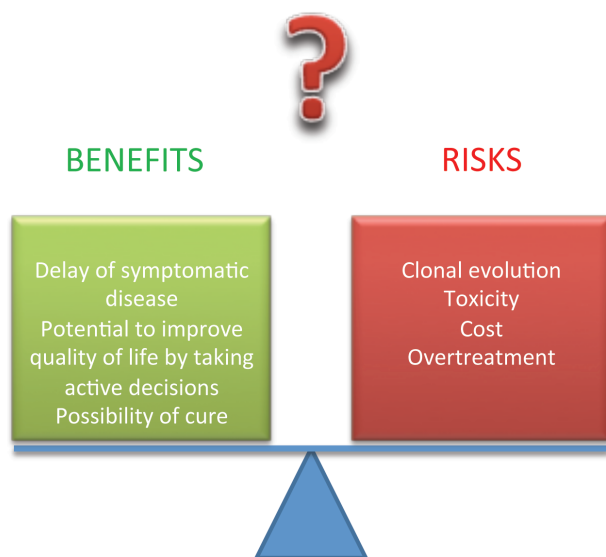 ?
BENEFITS
RISKS
Delay of symptomatic
disease
Potential to improve
quality of life by taking
active decisions
Possibility of cure
Clonal evolution
Toxicity
Cost
Overtreatment